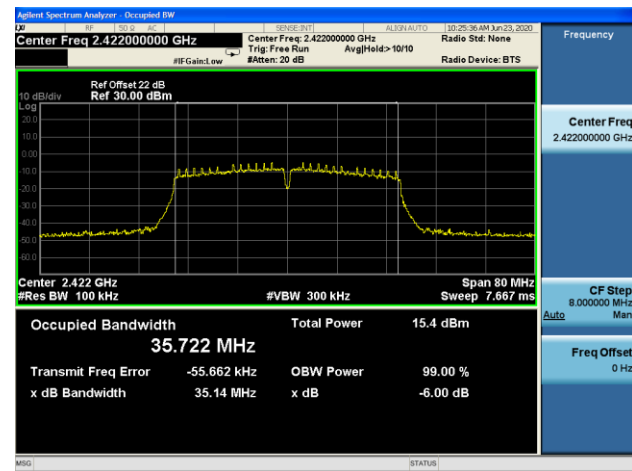 Agilent Spectrum Analyzer - Occupied BW
RF 50 Ω AC SENSE:INT ALIGN AUTO 10:25:36 AM Jun 23, 2020
Center Freq 2.422000000 GHz
Center Freq: 2.422000000 GHz
Radio Std: None
Trig: Free Run Avg|Hold:> 10/10
#IFGain:Low #Atten: 20 dB Radio Device: BTS
Ref Offset 22 dB
10 dB/div Ref 30.00 dBm
Log
20.0
10.0
0.00
-10.0
-20.0
-30.0
-40.0
-50.0
-60.0
Center 2.422 GHz Span 80 MHz
#Res BW 100 kHz #VBW 300 kHz Sweep 7.667 ms
Occupied Bandwidth Total Power 15.4 dBm
35.722 MHz
Transmit Freq Error -55.662 kHz OBW Power 99.00 %
x dB Bandwidth 35.14 MHz x dB -6.00 dB
MSG STATUS
Frequency
Center Freq
2.422000000 GHz
CF Step
8.000000 MHz
Auto Man
Freq Offset
0 Hz